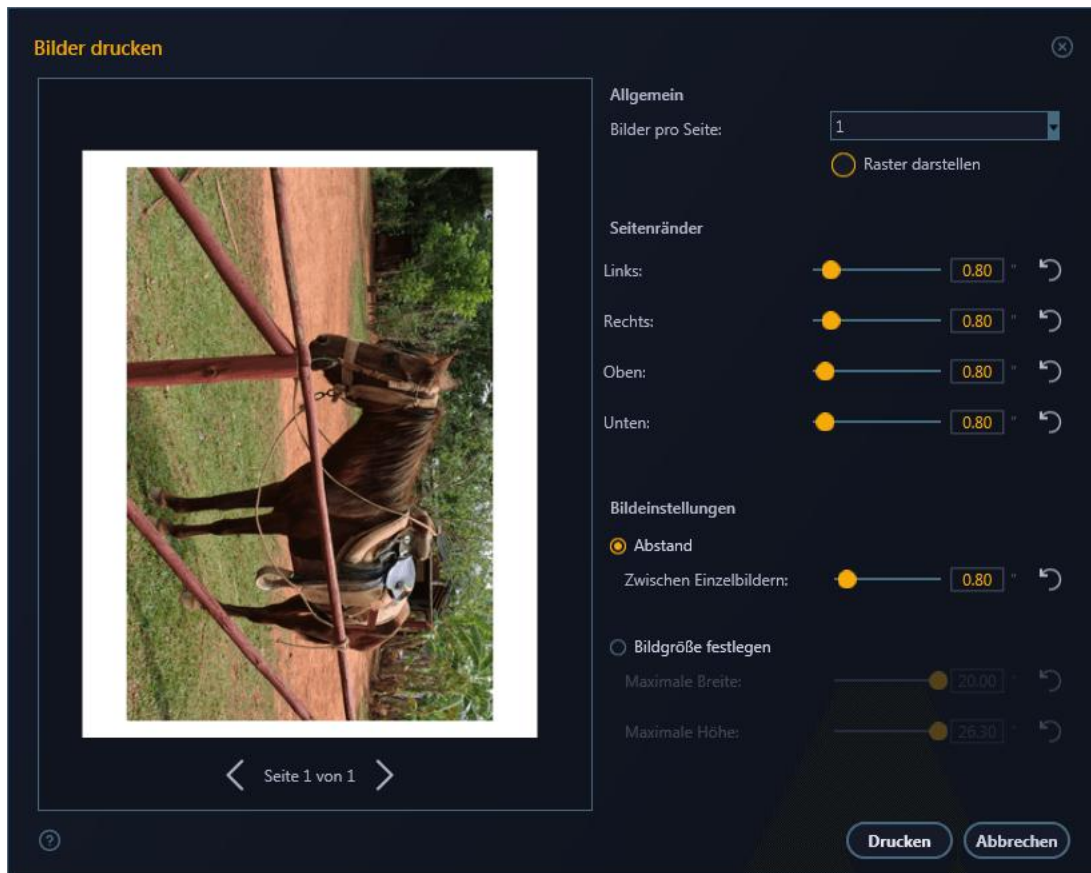 Bilder drucken
Allgemein
Bilder pro Seite: 1
Raster darstellen
Seitenränder
Links: 0.80 "
Rechts: 0.80 "
Oben: 0.80 "
Unten: 0.80 "
Bildeinstellungen
Abstand
Zwischen Einzelbildern: 0.80 "
Bildgröße festlegen
Maximale Breite: 20.00 "
Maximale Höhe: 26.30 "
Seite 1 von 1
?
Drucken Abbrechen